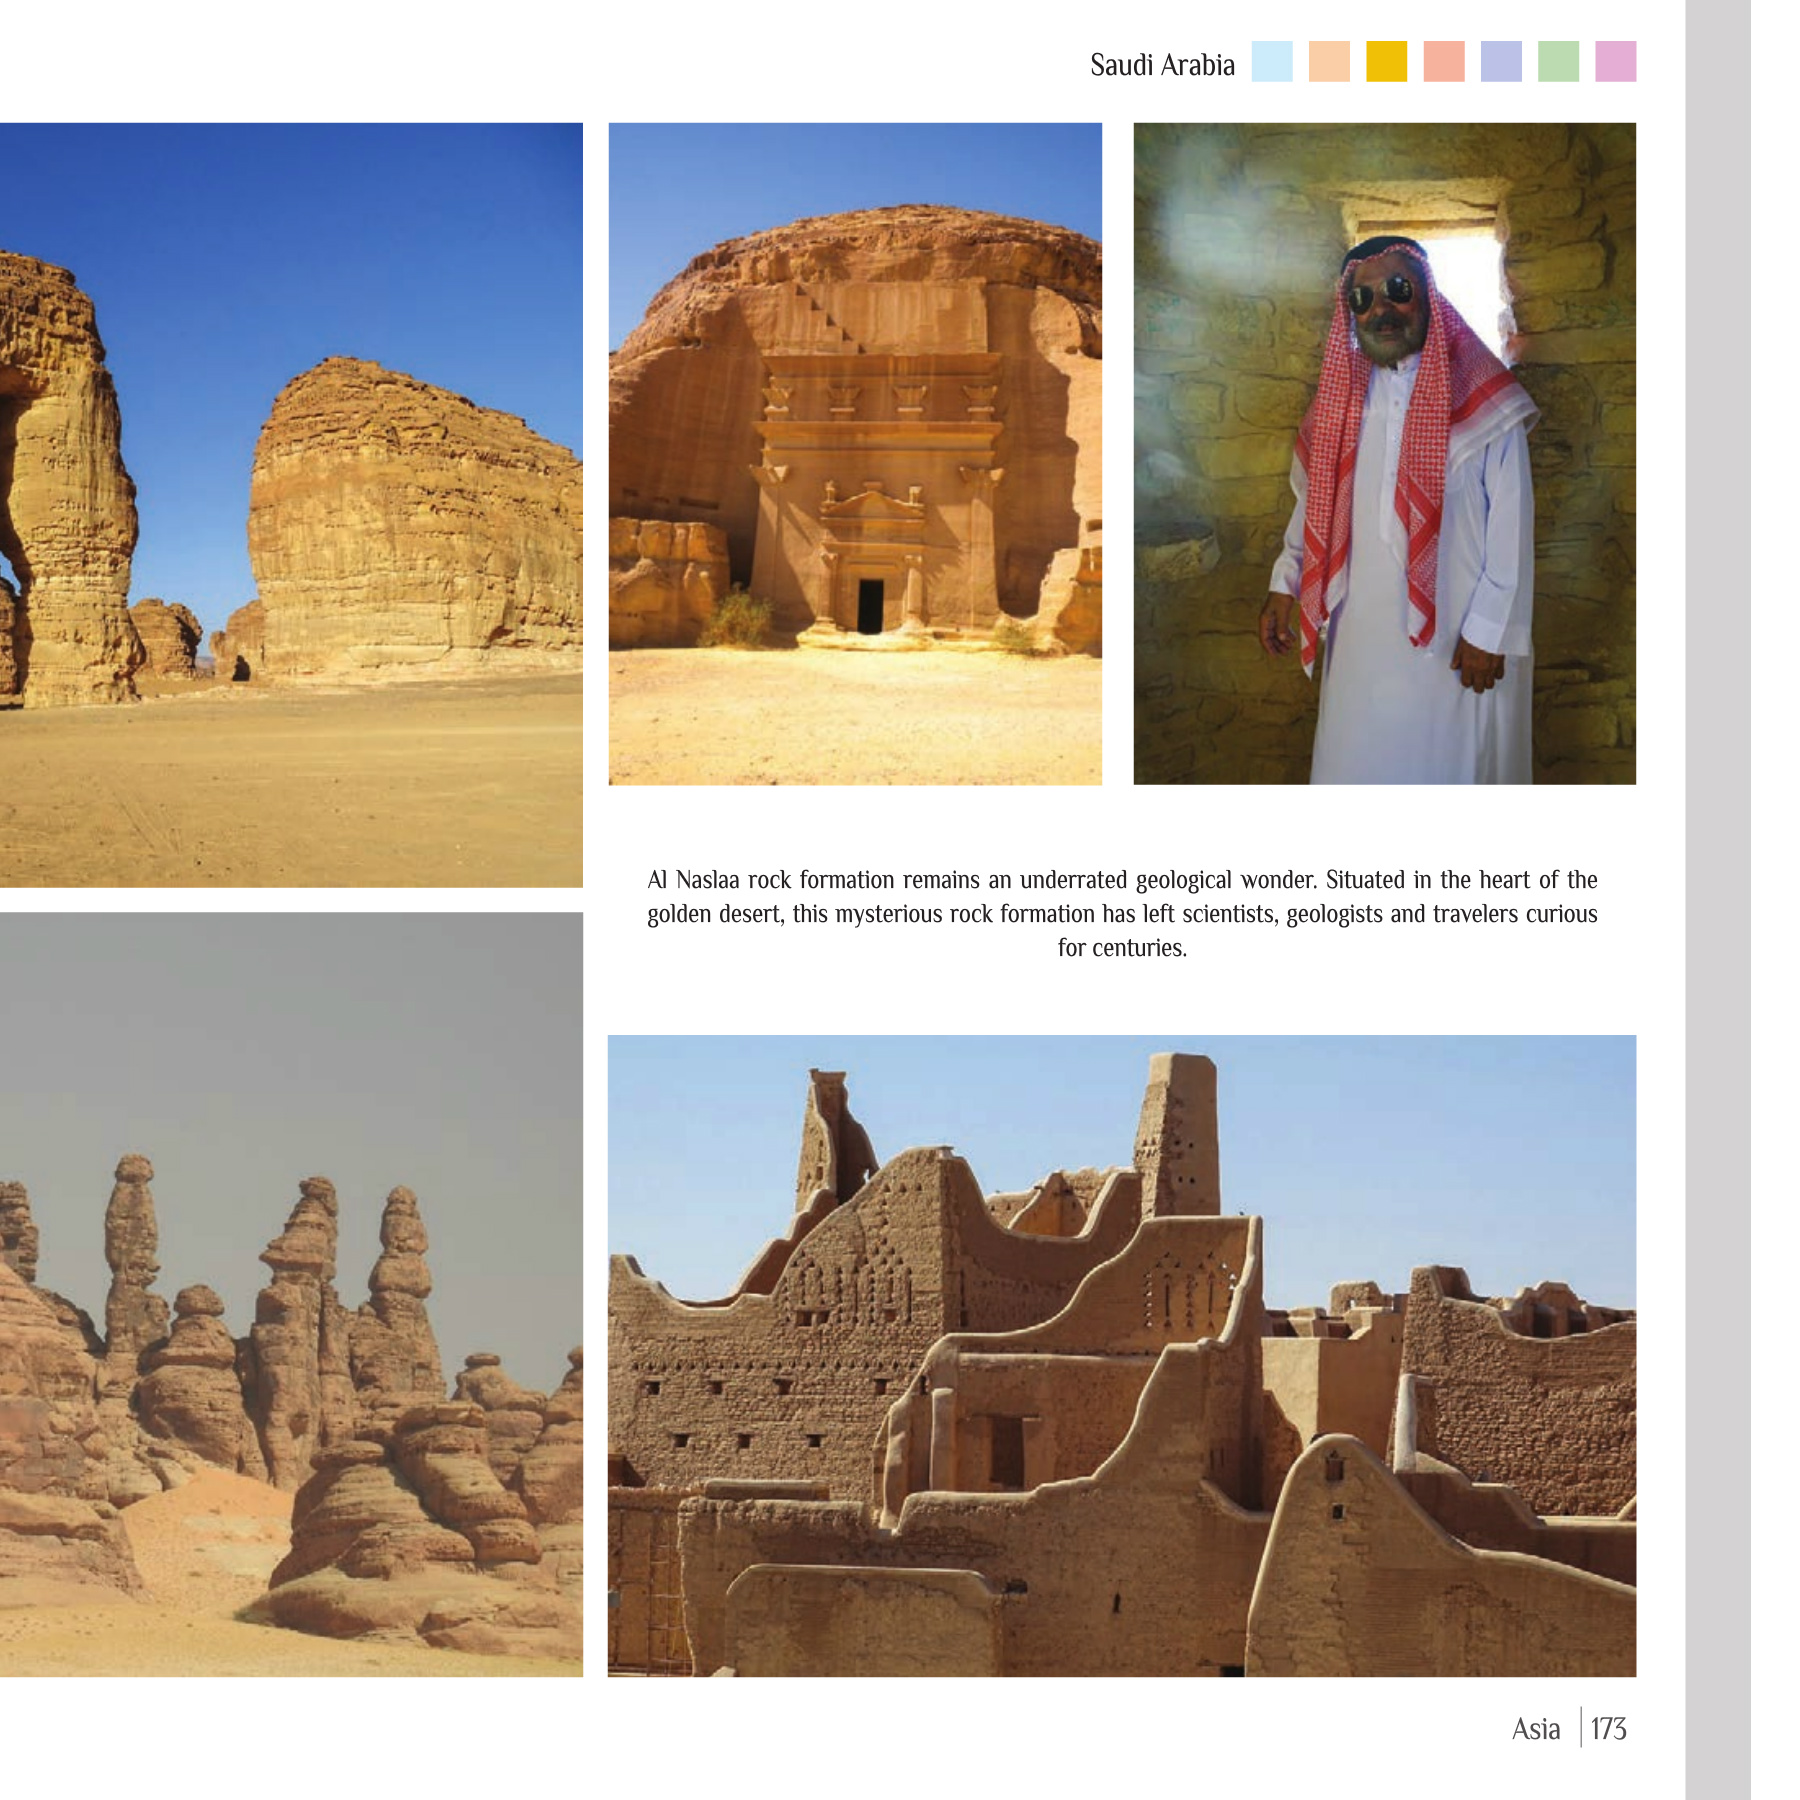 Saudi Arabia
Al Naslaa rock formation remains an underrated geological wonder. Situated in the heart of the
golden desert, this mysterious rock formation has left scientists, geologists and travelers curious
for centuries.
Asia | 173